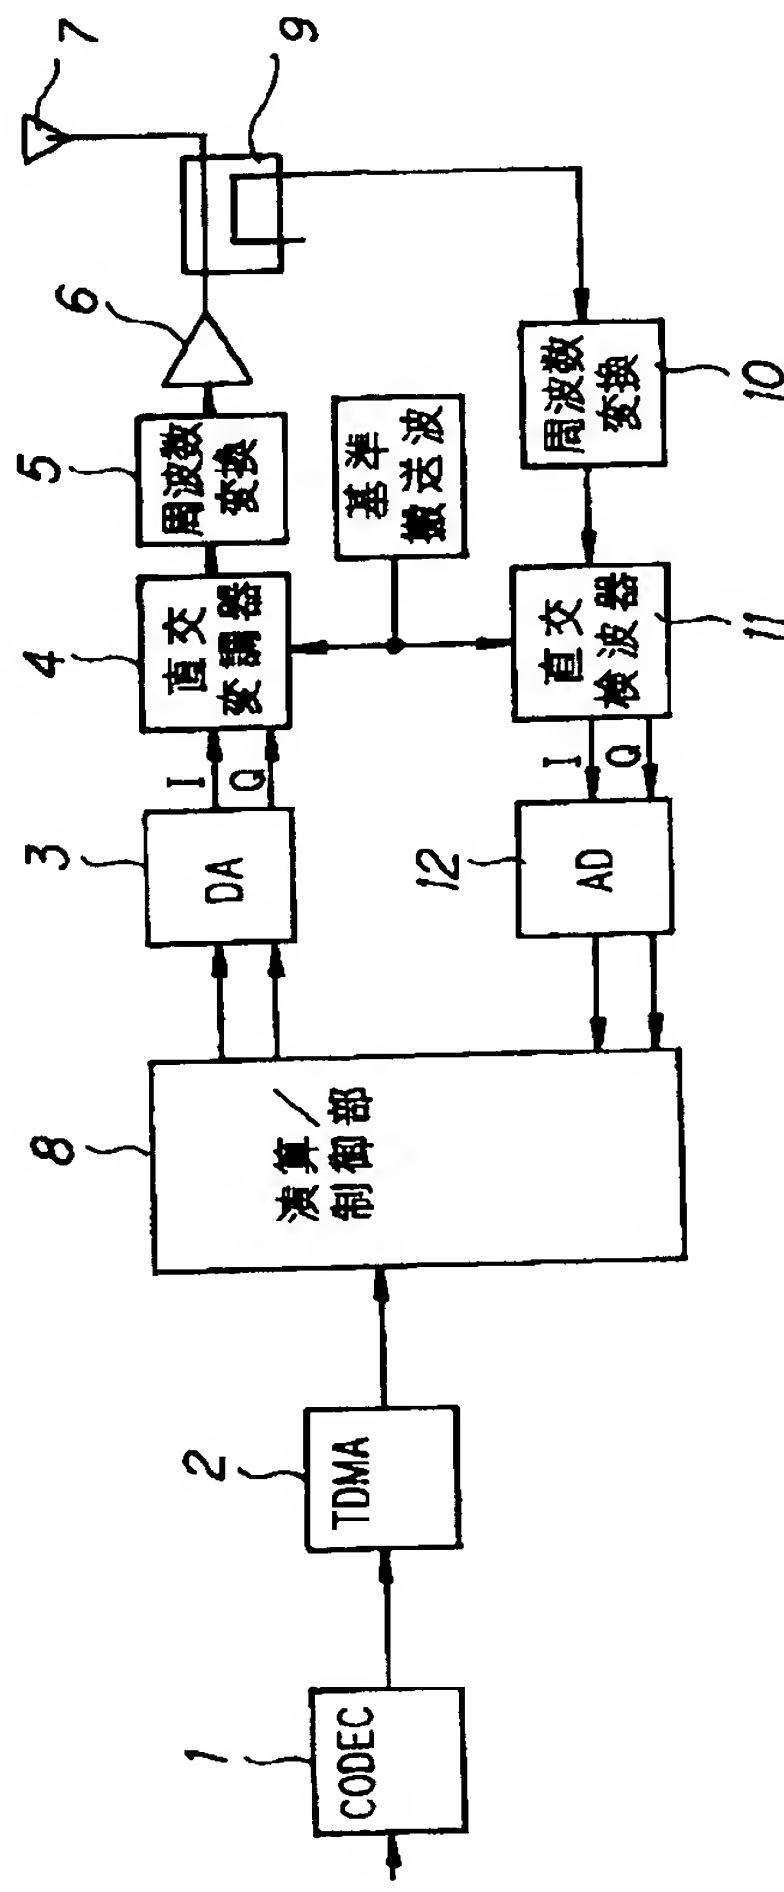 1
CODEC
2
TDMA
8
演算／
制御部
3
DA
I
Q
4
直交
変調器
5
周波数
変換
6
7
9
基準
搬送波
10
周波数
変換
11
直交
検波器
I
Q
12
AD